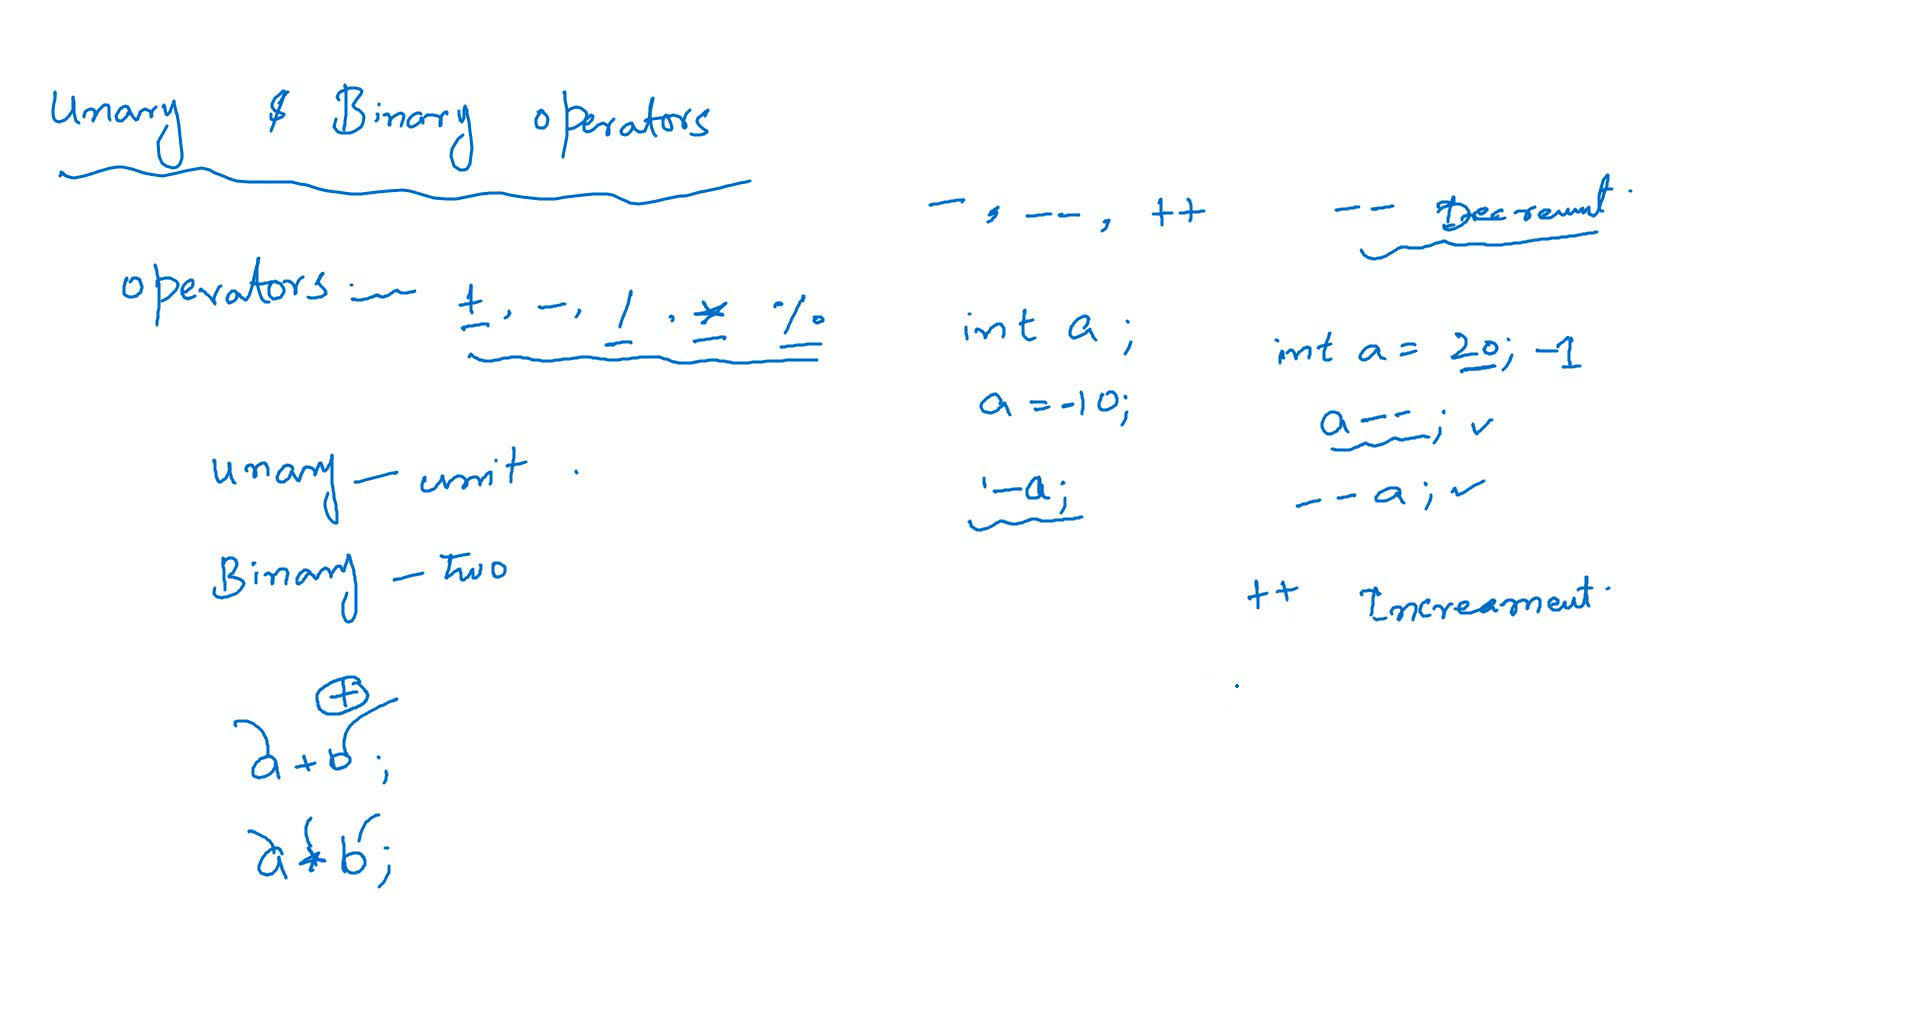 Unary & Binary operators
operators :- +, -, /, * %
unary - unit .
Binary - Two
+
a+b ;
a*b ;
- , -- , ++
int a ;
a = -10;
-a;
-- Decrement.
int a = 20; -1
a-- ; ✓
--a ; ✓
++ Increament.